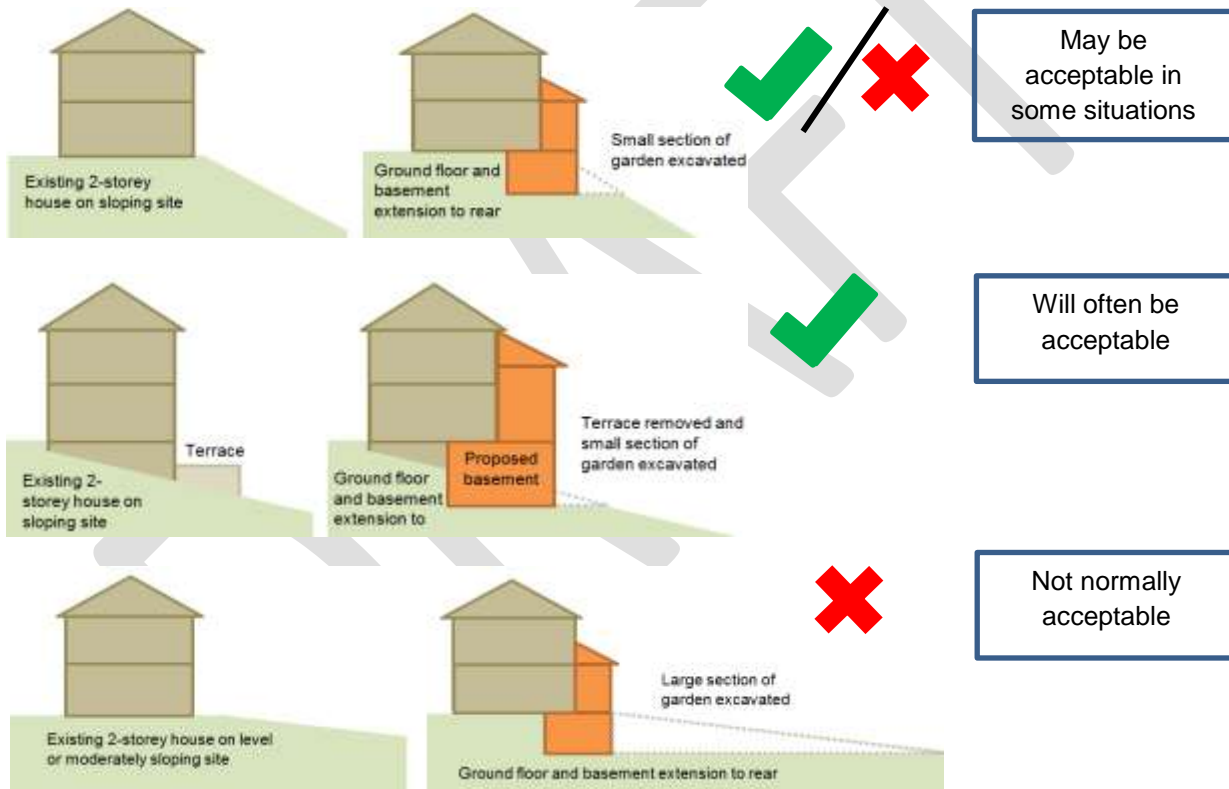 May be
acceptable in
some situations
Small section of
garden excavated
Existing 2-storey
house on sloping site
Ground floor and
basement
extension to rear
Will often be
acceptable
Terrace
Terrace removed and
small section of
garden excavated
Existing 2-
storey house on
sloping site
Ground floor
and basement
extension to
Proposed
basement
Not normally
acceptable
Large section of
garden excavated
Existing 2-storey house on level
or moderately sloping site
Ground floor and basement extension to rear